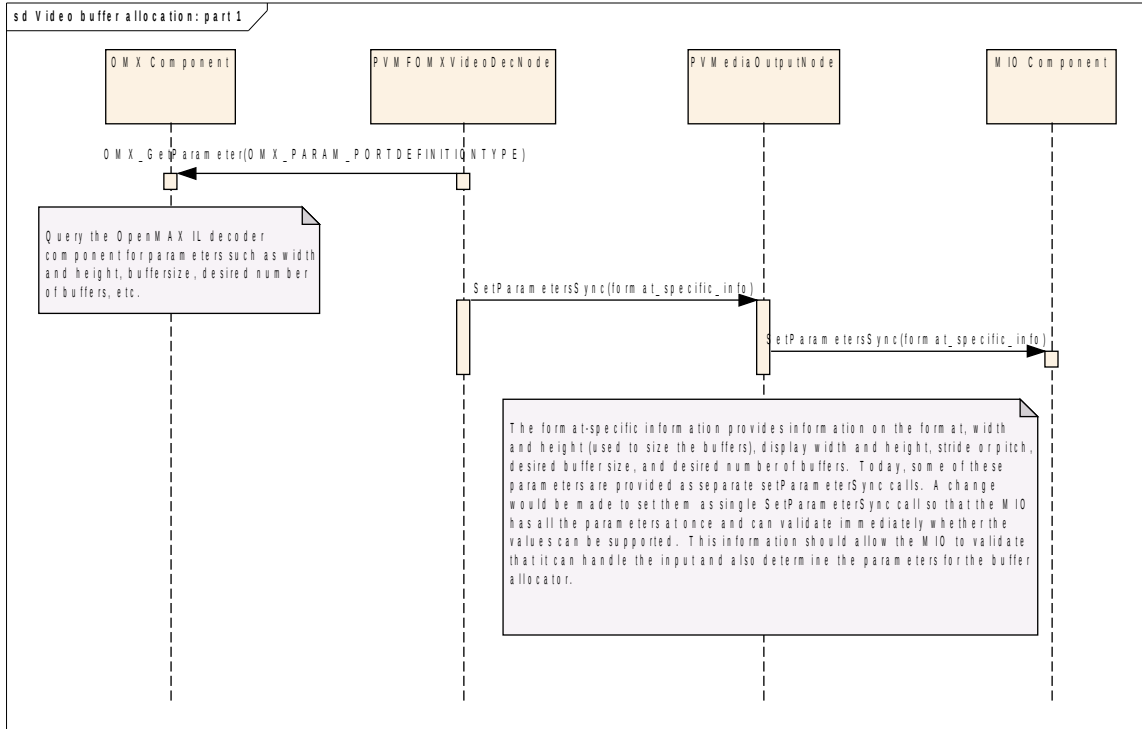 sd Video buffer allocation: part 1
OMX Component
PVMFOMXVideoDecNode
PVMediaOutputNode
MIO Component
OMX_GetParameter(OMX_PARAM_PORTDEFINITIONTYPE)
Query the OpenMAX IL decoder
component for parameters such as width
and height, buffersize, desired number
of buffers, etc.
SetParametersSync(format_specific_info)
SetParametersSync(format_specific_info)
The format-specific information provides information on the format, width
and height (used to size the buffers), display width and height, stride or pitch,
desired buffer size, and desired number of buffers. Today, some of these
parameters are provided as separate setParameterSync calls. A change
would be made to set them as single SetParameterSync call so that the MIO
has all the parameters at once and can validate immediately whether the
values can be supported. This information should allow the MIO to validate
that it can handle the input and also determine the parameters for the buffer
allocator.